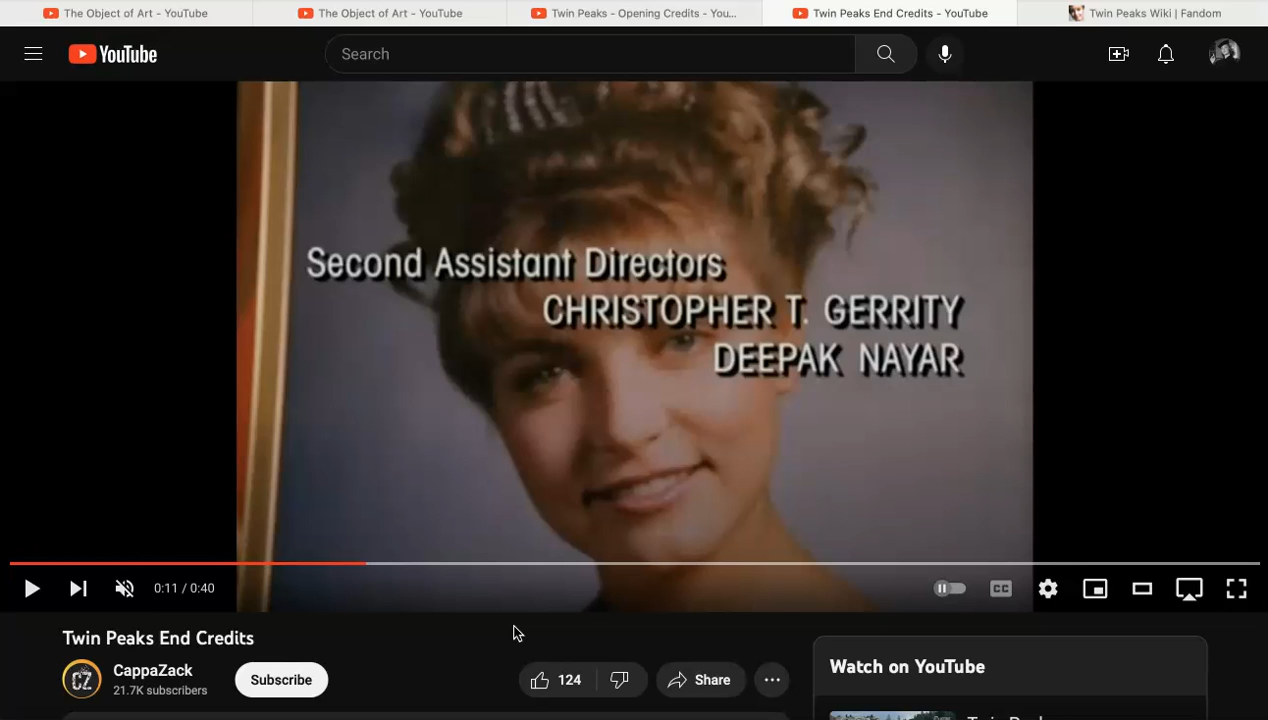 The Object of Art - YouTube
The Object of Art - YouTube
Twin Peaks - Opening Credits - You...
Twin Peaks End Credits - YouTube
Twin Peaks Wiki | Fandom
YouTube
Search
Second Assistant Directors
CHRISTOPHER T. GERRITY
DEEPAK NAYAR
0:11 / 0:40
CC
Twin Peaks End Credits
CZ
CappaZack
21.7K subscribers
Subscribe
124
Share
Watch on YouTube